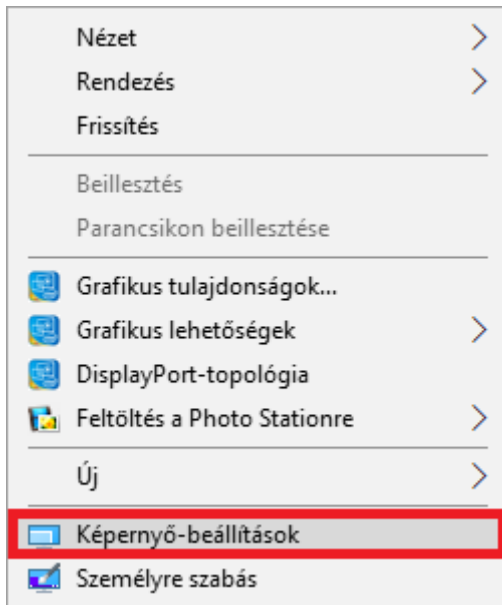 Nézet
Rendezés
Frissítés
Beillesztés
Parancsikon beillesztése
Grafikus tulajdonságok...
Grafikus lehetőségek
DisplayPort-topológia
Feltöltés a Photo Stationre
Új
Képernyő-beállítások
Személyre szabás